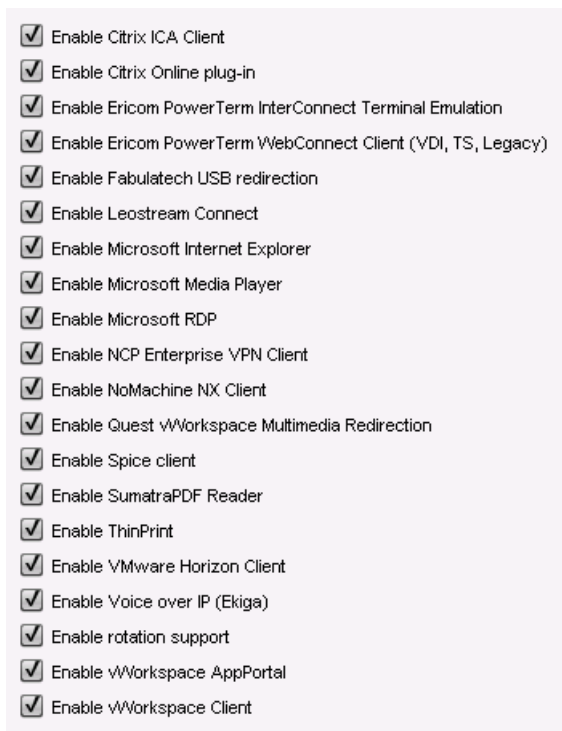 Enable Citrix ICA Client
Enable Citrix Online plug-in
Enable Ericom PowerTerm InterConnect Terminal Emulation
Enable Ericom PowerTerm WebConnect Client (VDI, TS, Legacy)
Enable Fabulatech USB redirection
Enable Leostream Connect
Enable Microsoft Internet Explorer
Enable Microsoft Media Player
Enable Microsoft RDP
Enable NCP Enterprise VPN Client
Enable NoMachine NX Client
Enable Quest vWorkspace Multimedia Redirection
Enable Spice client
Enable SumatraPDF Reader
Enable ThinPrint
Enable VMware Horizon Client
Enable Voice over IP (Ekiga)
Enable rotation support
Enable vWorkspace AppPortal
Enable vWorkspace Client